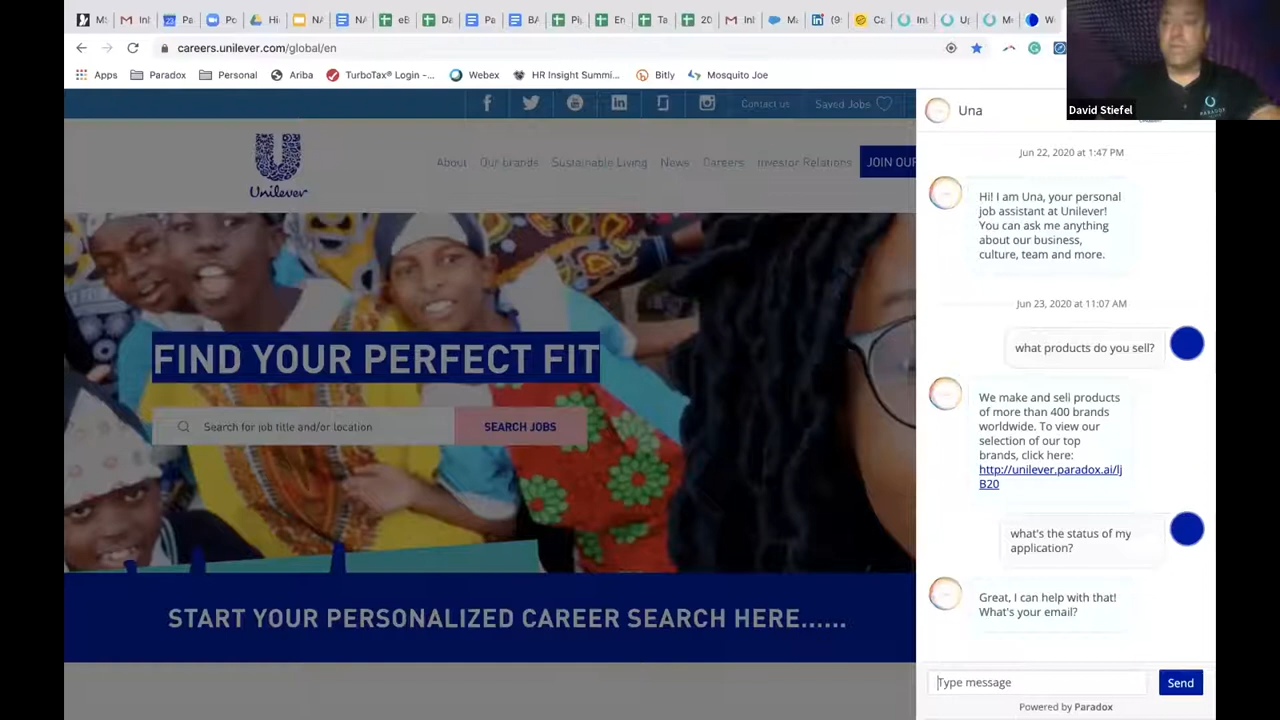 careers.unilever.com/global/en
Apps Paradox Personal Ariba TurboTax® Login -... Webex HR Insight Summi... Bitly Mosquito Joe
David Stiefel
Contact us Saved Jobs
Unilever
About Our brands Sustainable Living News Careers Investor Relations JOIN OUR
FIND YOUR PERFECT FIT
Search for job title and/or location SEARCH JOBS
START YOUR PERSONALIZED CAREER SEARCH HERE......
Una
Jun 22, 2020 at 1:47 PM
Hi! I am Una, your personal
job assistant at Unilever!
You can ask me anything
about our business,
culture, team and more.
Jun 23, 2020 at 11:07 AM
what products do you sell?
We make and sell products
of more than 400 brands
worldwide. To view our
selection of our top
brands, click here:
http://unilever.paradox.ai/lj
B20
what's the status of my
application?
Great, I can help with that!
What's your email?
Type message Send
Powered by Paradox